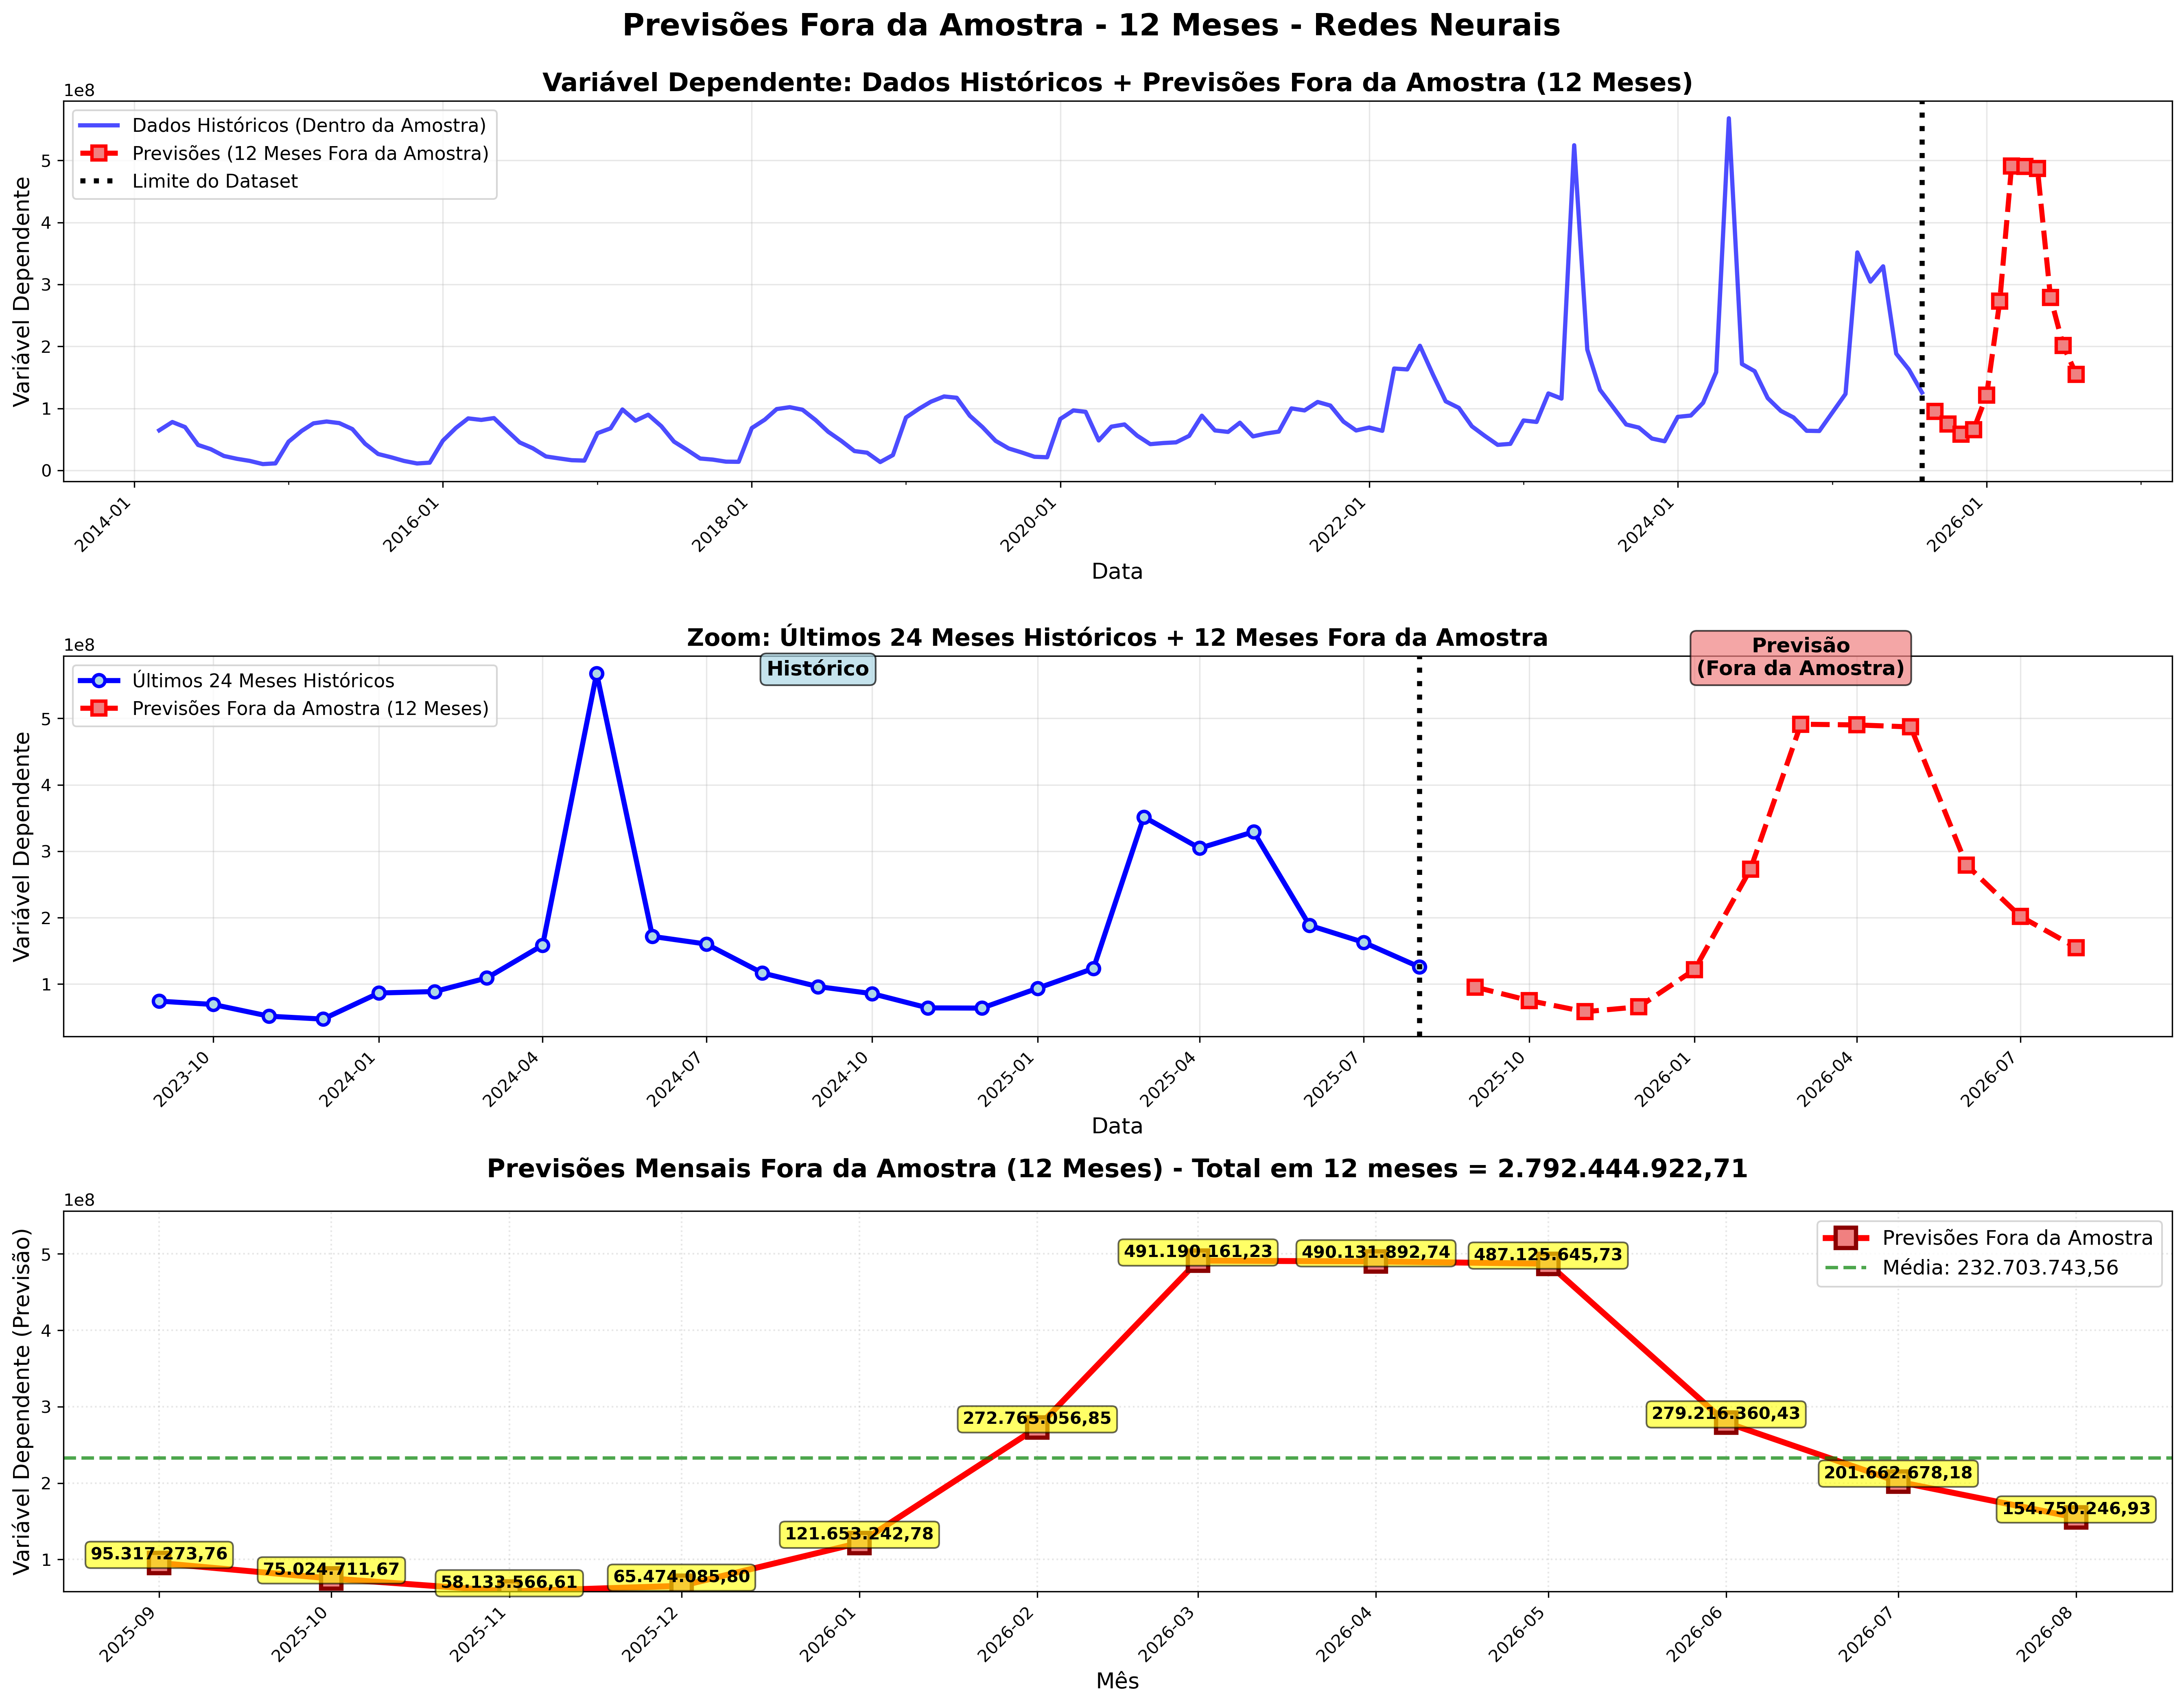 Previsões Fora da Amostra - 12 Meses - Redes Neurais
Variável Dependente: Dados Históricos + Previsões Fora da Amostra (12 Meses)
1e8
Dados Históricos (Dentro da Amostra)
Previsões (12 Meses Fora da Amostra)
Limite do Dataset
Variável Dependente
5
4
3
2
1
0
2014-01
2016-01
2018-01
2020-01
2022-01
2024-01
2026-01
Data
Zoom: Últimos 24 Meses Históricos + 12 Meses Fora da Amostra
1e8
Histórico
Previsão
(Fora da Amostra)
Últimos 24 Meses Históricos
Previsões Fora da Amostra (12 Meses)
Variável Dependente
5
4
3
2
1
2023-10
2024-01
2024-04
2024-07
2024-10
2025-01
2025-04
2025-07
2025-10
2026-01
2026-04
2026-07
Data
Previsões Mensais Fora da Amostra (12 Meses) - Total em 12 meses = 2.792.444.922,71
1e8
Previsões Fora da Amostra
Média: 232.703.743,56
Variável Dependente (Previsão)
5
4
3
2
1
95.317.273,76
75.024.711,67
58.133.566,61
65.474.085,80
121.653.242,78
272.765.056,85
491.190.161,23
490.131.892,74
487.125.645,73
279.216.360,43
201.662.678,18
154.750.246,93
2025-09
2025-10
2025-11
2025-12
2026-01
2026-02
2026-03
2026-04
2026-05
2026-06
2026-07
2026-08
Mês